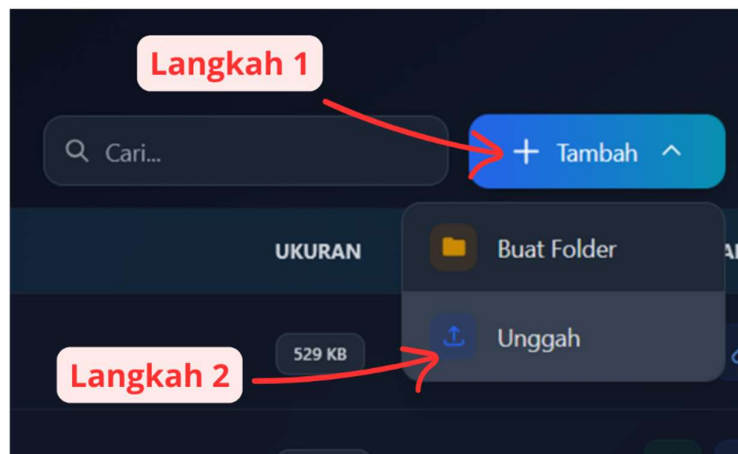 Langkah 1
Cari...
Tambah
UKURAN
Buat Folder
Unggah
529 KB
Langkah 2